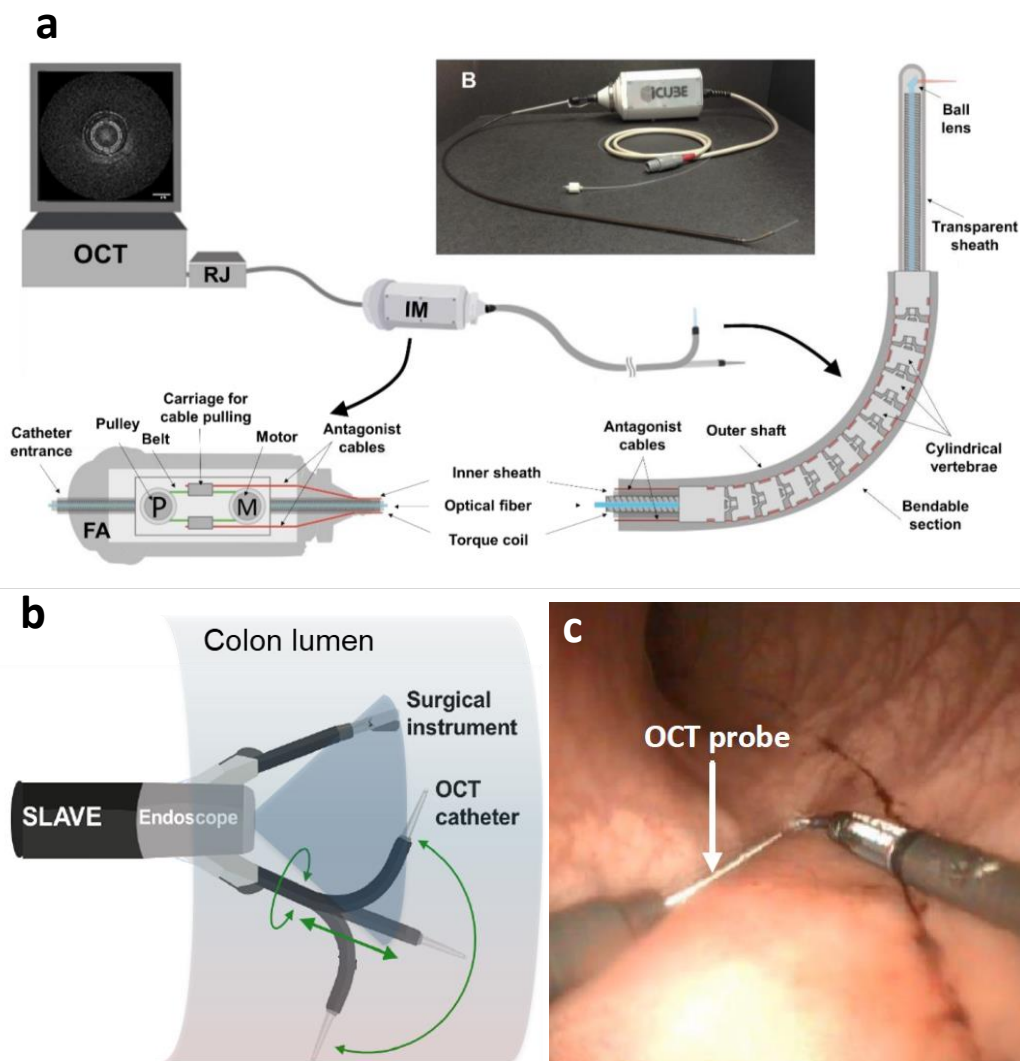 a
B
iCUBE
OCT
RJ
IM
Ball
lens
Transparent
sheath
Carriage for
cable pulling
Pulley
Belt
Motor
Antagonist
cables
Catheter
entrance
P
M
FA
Inner sheath
Optical fiber
Torque coil
Antagonist
cables
Outer shaft
Cylindrical
vertebrae
Bendable
section
b
Colon lumen
Surgical
instrument
OCT
catheter
SLAVE
Endoscope
c
OCT probe